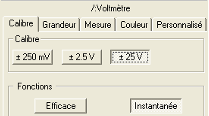 ⁒Voltmètre
Calibre Grandeur Mesure Couleur Personnalisé
Calibre
± 250 mV ± 2.5 V ± 25 V
Fonctions
Efficace Instantanée